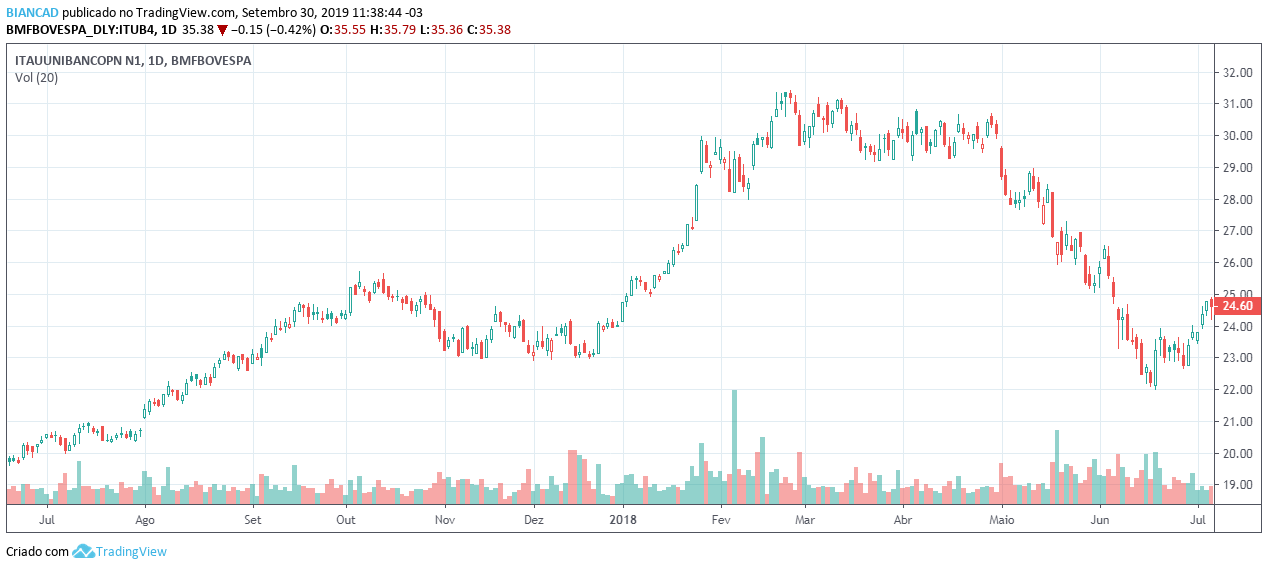 BIANCAD publicado no TradingView.com, Setembro 30, 2019 11:38:44 -03
BMFBOVESPA_DLY:ITUB4, 1D 35.38 ▼ −0.15 (−0.42%) O:35.55 H:35.79 L:35.36 C:35.38
ITAUUNIBANCOPN N1, 1D, BMFBOVESPA
Vol (20)
32.00
31.00
30.00
29.00
28.00
27.00
26.00
25.00
24.60
24.00
23.00
22.00
21.00
20.00
19.00
Jul Ago Set Out Nov Dez 2018 Fev Mar Abr Maio Jun Jul
Criado com TradingView